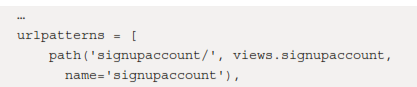 …
urlpatterns = [
    path('signupaccount/', views.signupaccount,
      name='signupaccount'),